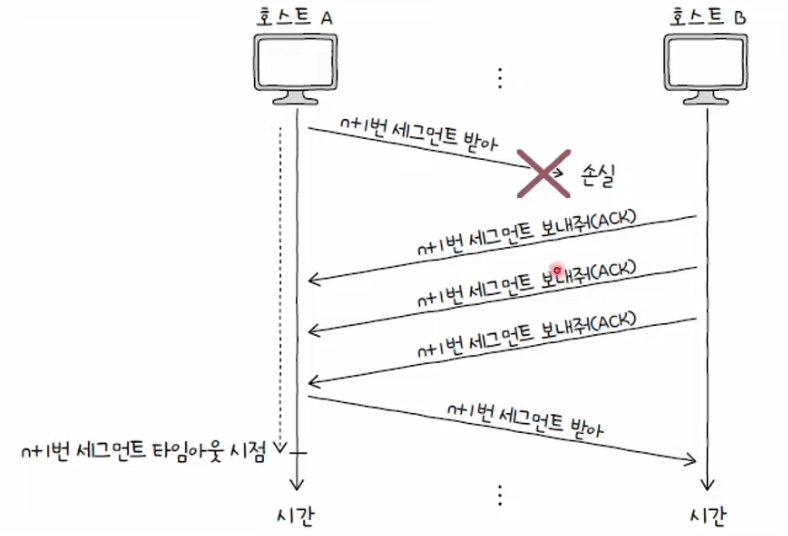 호스트 A
호스트 B
n+1번 세그먼트 받아
손실
n+1번 세그먼트 보내줘(ACK)
n+1번 세그먼트 보내줘(ACK)
n+1번 세그먼트 보내줘(ACK)
n+1번 세그먼트 받아
n+1번 세그먼트 타임아웃 시점
시간
시간